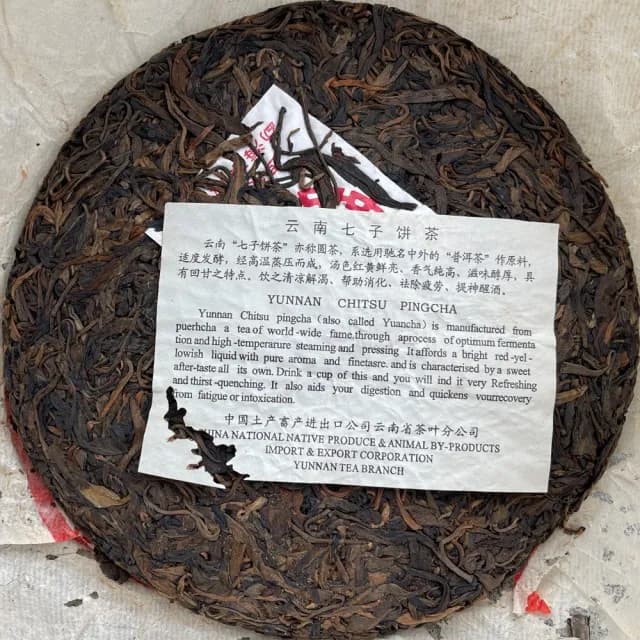 云南七子饼茶
云南“七子饼茶”亦称圆茶，系选用驰名中外的“普洱茶”作原料，
适度发酵，经高温蒸压而成，汤色红黄鲜亮、香气纯高、滋味醇厚，具
有回甘之特点，饮之清凉解渴、帮助消化、祛除疲劳、提神醒酒。
YUNNAN CHITSU PINGCHA
Yunnan Chitsu pingcha (also called Yuancha) is manufactured from
puerhcha a tea of world-wide fame.through aprocess of optimum fermenta
tion and high-temperarure steaming and pressing It affords a bright red-yel-
lowish liquid with pure aroma and finetasre. and is characterised by a sweet
after-taste all its own. Drink a cup of this and you will ind it very Refreshing
and thirst-quenching. It also aids your digestion and quickens yourrecovery
from fatigue or intoxication.
中国土产畜产进出口公司云南省茶叶分公司
CHINA NATIONAL NATIVE PRODUCE & ANIMAL BY-PRODUCTS
IMPORT & EXPORT CORPORATION
YUNNAN TEA BRANCH